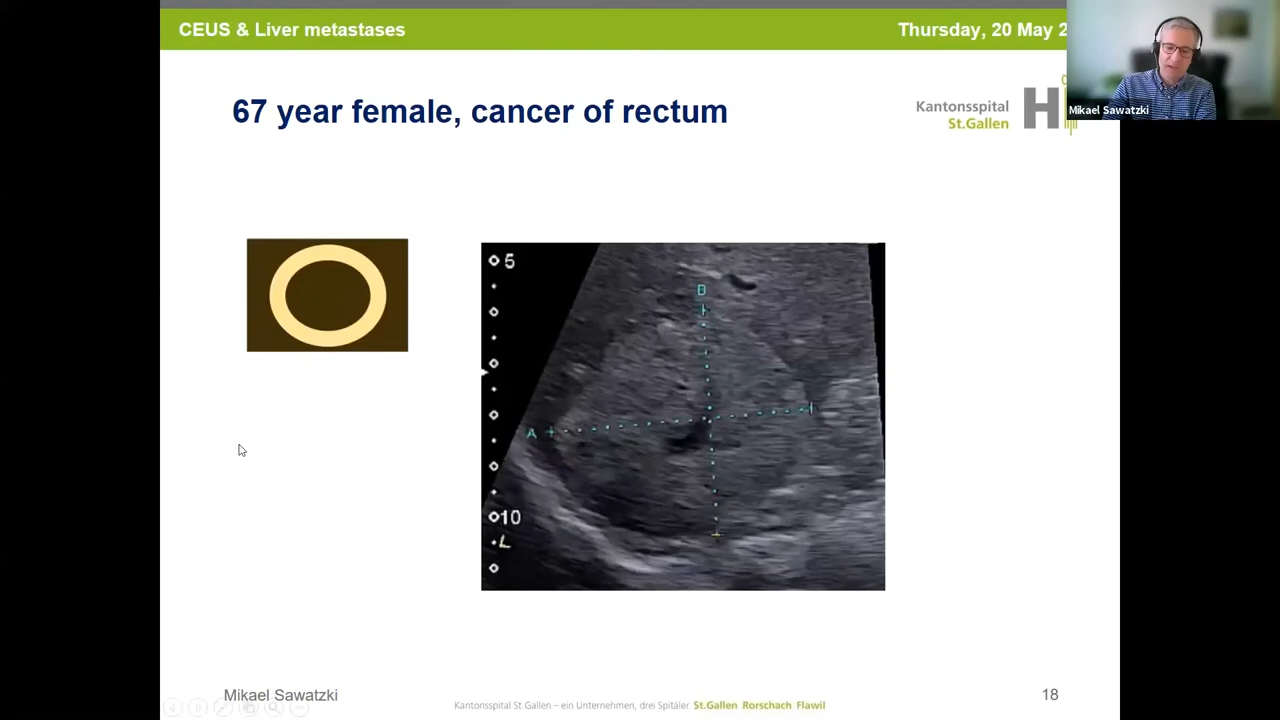 CEUS & Liver metastases
Thursday, 20 May 2
Mikael Sawatzki
67 year female, cancer of rectum
Kantonsspital
St.Gallen
H
5
B
A
10
L
Mikael Sawatzki
Kantonsspital St Gallen – ein Unternehmen, drei Spitäler. St.Gallen Rorschach Flawil
18